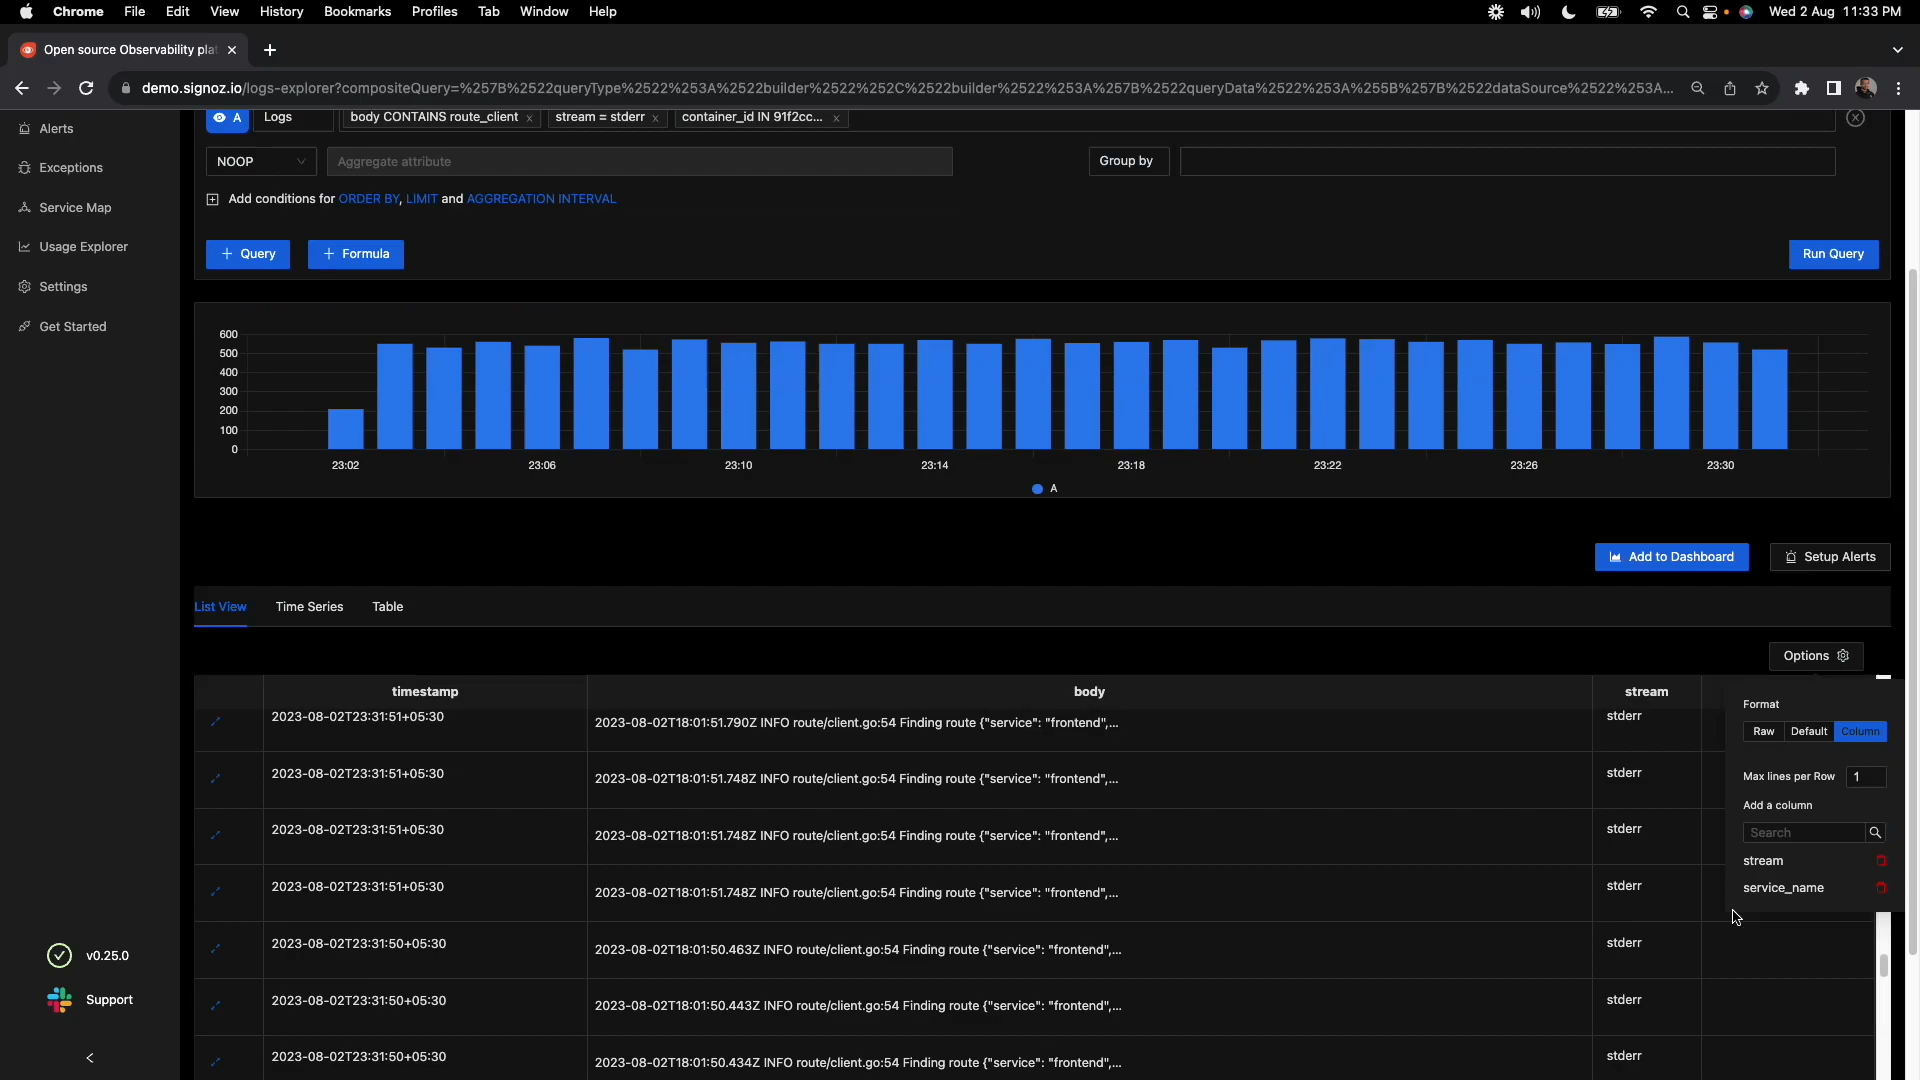 Chrome File Edit View History Bookmarks Profiles Tab Window Help Wed 2 Aug 11:33 PM
Open source Observability plat
demo.signoz.io/logs-explorer?compositeQuery=%257B%2522queryType%2522%253A%2522builder%2522%252C%2522builder%2522%253A%257B%2522queryData%2522%253A%255B%257B%2522dataSource%2522%253A...
Alerts
Exceptions
Service Map
Usage Explorer
Settings
Get Started
v0.25.0
Support
A Logs body CONTAINS route_client stream = stderr container_id IN 91f2cc...
NOOP Aggregate attribute Group by
Add conditions for ORDER BY, LIMIT and AGGREGATION INTERVAL
+ Query + Formula Run Query
600
500
400
300
200
100
0
23:02 23:06 23:10 23:14 23:18 23:22 23:26 23:30
A
Add to Dashboard Setup Alerts
List View Time Series Table
Options
timestamp body stream
2023-08-02T23:31:51+05:30 2023-08-02T18:01:51.790Z INFO route/client.go:54 Finding route {"service": "frontend",... stderr
2023-08-02T23:31:51+05:30 2023-08-02T18:01:51.748Z INFO route/client.go:54 Finding route {"service": "frontend",... stderr
2023-08-02T23:31:51+05:30 2023-08-02T18:01:51.748Z INFO route/client.go:54 Finding route {"service": "frontend",... stderr
2023-08-02T23:31:51+05:30 2023-08-02T18:01:51.748Z INFO route/client.go:54 Finding route {"service": "frontend",... stderr
2023-08-02T23:31:50+05:30 2023-08-02T18:01:50.463Z INFO route/client.go:54 Finding route {"service": "frontend",... stderr
2023-08-02T23:31:50+05:30 2023-08-02T18:01:50.443Z INFO route/client.go:54 Finding route {"service": "frontend",... stderr
2023-08-02T23:31:50+05:30 2023-08-02T18:01:50.434Z INFO route/client.go:54 Finding route {"service": "frontend",... stderr
Format
Raw Default Column
Max lines per Row 1
Add a column
Search
stream
service_name